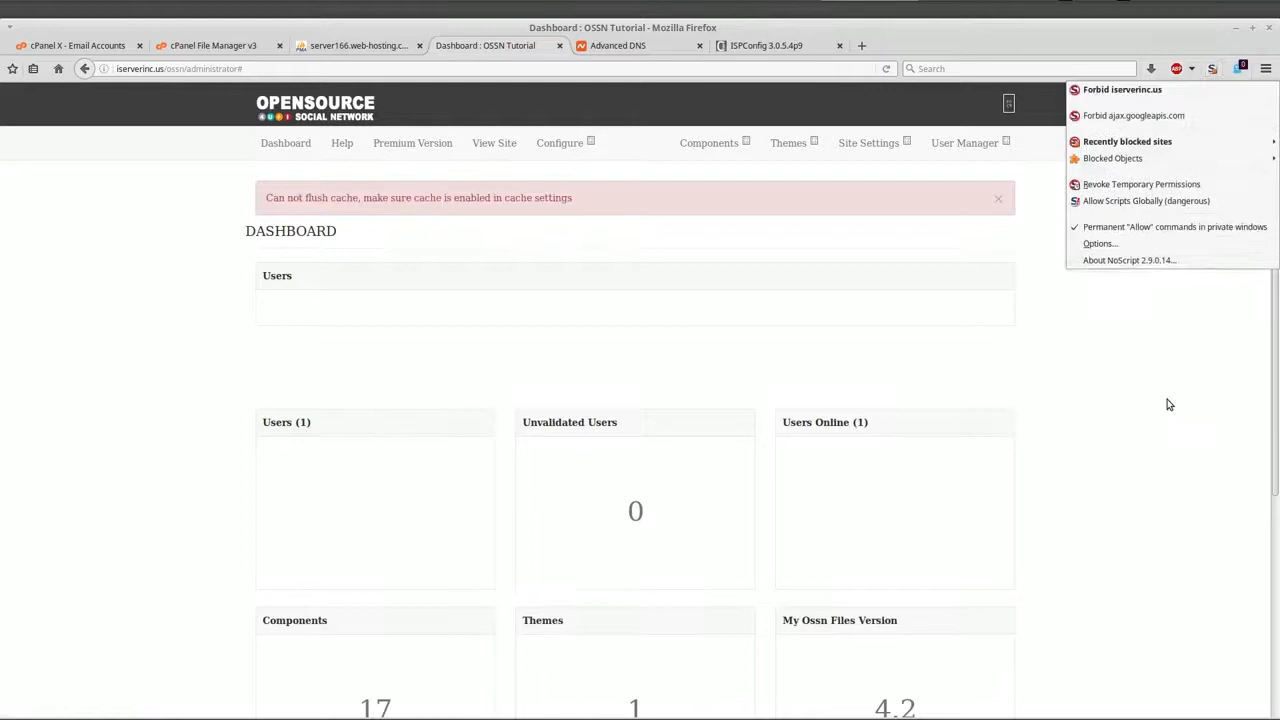 Dashboard : OSSN Tutorial - Mozilla Firefox
cPanel X - Email Accounts
cPanel File Manager v3
server166.web-hosting.c...
Dashboard : OSSN Tutorial
Advanced DNS
ISPConfig 3.0.5.4p9
iserverinc.us/ossn/administrator#
Search
ABP
0
OPENSOURCE
SOCIAL NETWORK
Dashboard
Help
Premium Version
View Site
Configure
Components
Themes
Site Settings
User Manager
Forbid iserverinc.us
Forbid ajax.googleapis.com
Recently blocked sites
Blocked Objects
Revoke Temporary Permissions
Allow Scripts Globally (dangerous)
Permanent "Allow" commands in private windows
Options...
About NoScript 2.9.0.14...
Can not flush cache, make sure cache is enabled in cache settings
DASHBOARD
Users
Users (1)
Unvalidated Users
Users Online (1)
0
Components
Themes
My Ossn Files Version
17
1
4.2